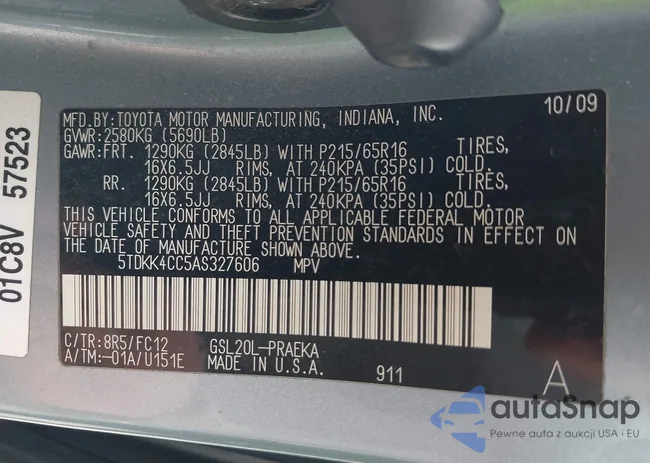 01C8V 57523
MFD.BY:TOYOTA MOTOR MANUFACTURING, INDIANA, INC. 10/09
GVWR:2580KG (5690LB)
GAWR:FRT. 1290KG (2845LB) WITH P215/65R16 TIRES,
16X6.5JJ RIMS, AT 240KPA (35PSI) COLD.
RR. 1290KG (2845LB) WITH P215/65R16 TIRES,
16X6.5JJ RIMS, AT 240KPA (35PSI) COLD.
THIS VEHICLE CONFORMS TO ALL APPLICABLE FEDERAL MOTOR
VEHICLE SAFETY AND THEFT PREVENTION STANDARDS IN EFFECT ON
THE DATE OF MANUFACTURE SHOWN ABOVE.
5TDKK4CC5AS327606 MPV
C/TR:8R5/FC12 GSL20L-PRAEKA
A/TM:-01A/U151E MADE IN U.S.A. 911 A
autaSnap
Pewne auta z aukcji USA i EU